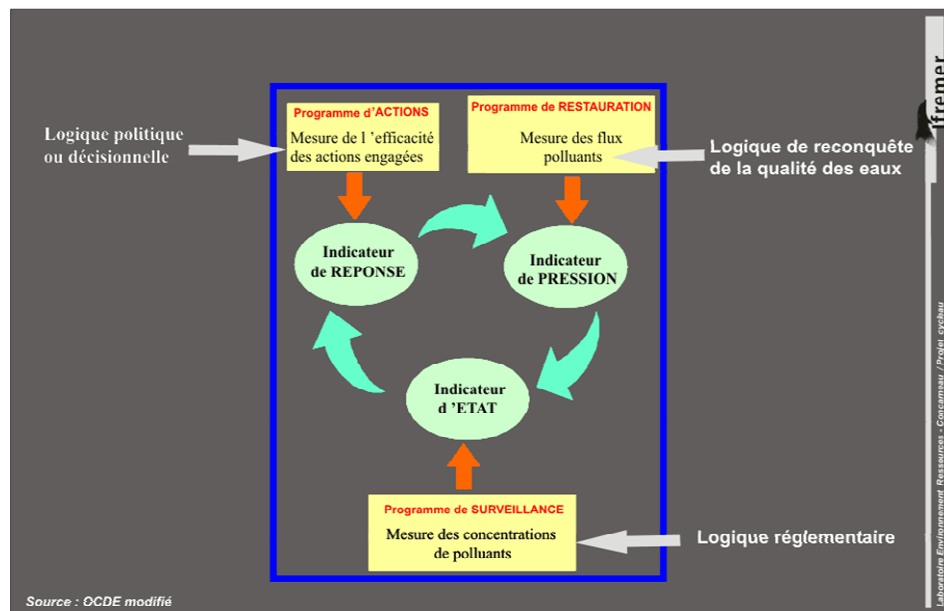 Programme d'ACTIONS
Mesure de l 'efficacité
des actions engagées
Programme de RESTAURATION
Mesure des flux
polluants
Logique politique
ou décisionnelle
Logique de reconquête
de la qualité des eaux
Indicateur
de REPONSE
Indicateur
de PRESSION
Indicateur
d 'ETAT
Programme de SURVEILLANCE
Mesure des concentrations
de polluants
Logique réglementaire
Source : OCDE modifié
Ifremer
Laboratoire Environnement Ressources - Concarneau / Projet cycleau